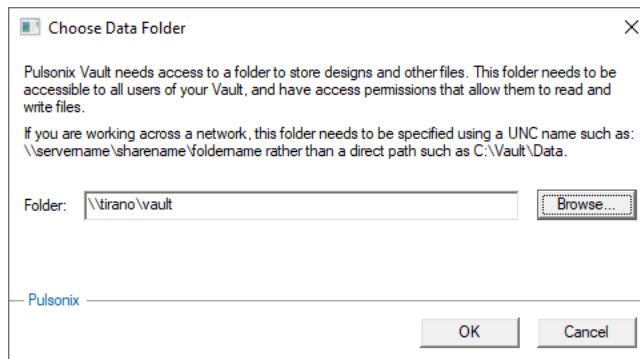 Choose Data Folder
Pulsonix Vault needs access to a folder to store designs and other files. This folder needs to be
accessible to all users of your Vault, and have access permissions that allow them to read and
write files.
If you are working across a network, this folder needs to be specified using a UNC name such as:
\\servername\sharename\foldername rather than a direct path such as C:\Vault\Data.
Folder: \\tirano\vault Browse...
Pulsonix
OK Cancel